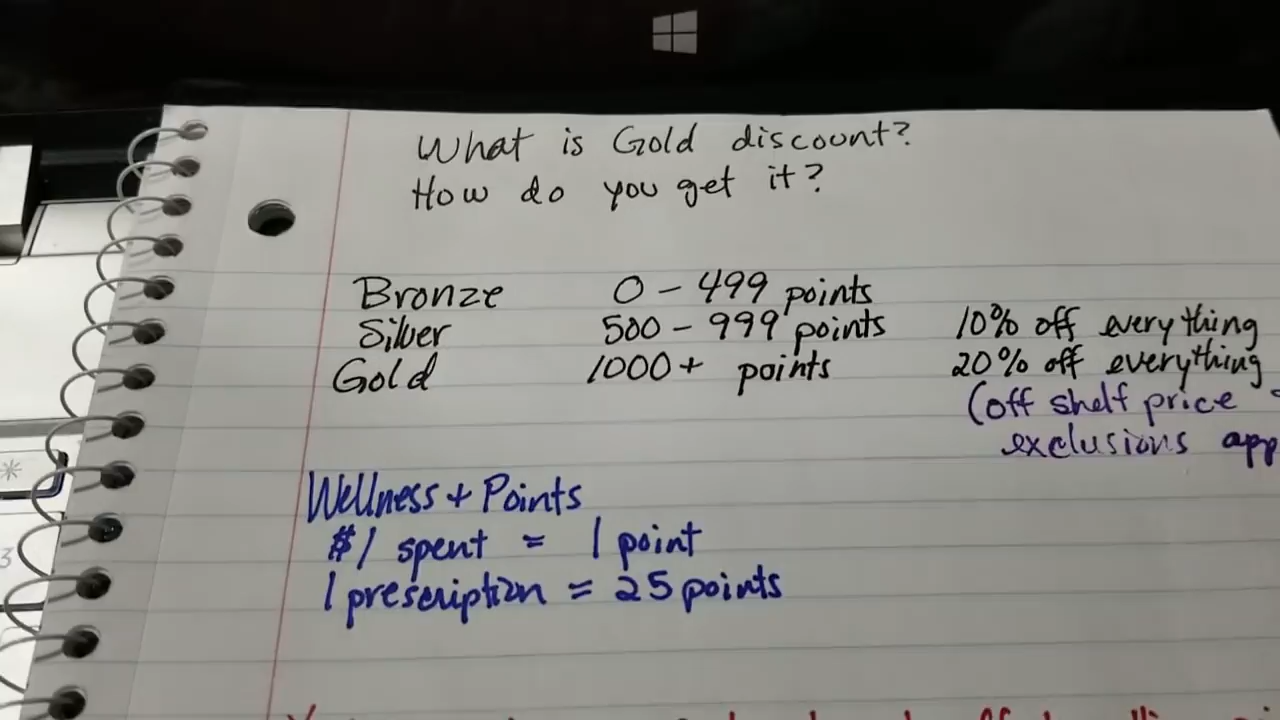 What is Gold discount?
How do you get it?
Bronze 0 - 499 points
Silver 500 - 999 points 10% off everything
Gold 1000+ points 20% off everything
(off shelf price
exclusions app
Wellness + Points
$1 spent = 1 point
1 prescription = 25 points